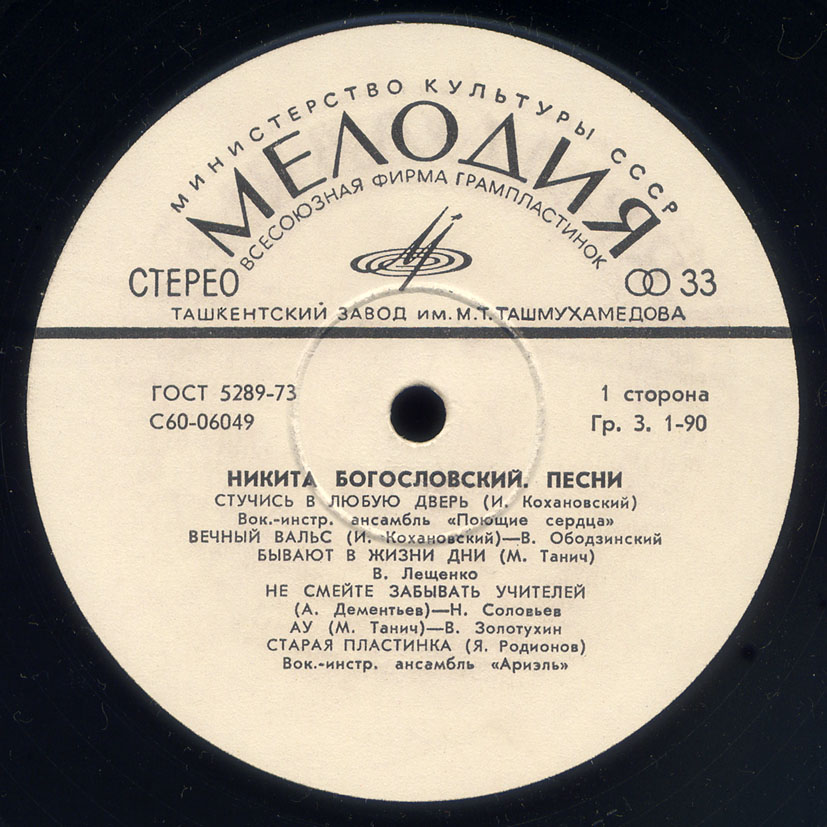 МИНИСТЕРСТВО КУЛЬТУРЫ СССР
МЕЛОДИЯ
ВСЕСОЮЗНАЯ ФИРМА ГРАМПЛАСТИНОК
СТЕРЕО 33
ТАШКЕНТСКИЙ ЗАВОД им. М.Т. ТАШМУХАМЕДОВА
ГОСТ 5289-73 1 сторона
С60-06049 Гр. 3. 1-90
НИКИТА БОГОСЛОВСКИЙ. ПЕСНИ
СТУЧИСЬ В ЛЮБУЮ ДВЕРЬ (И. Кохановский)
Вок.-инстр. ансамбль «Поющие сердца»
ВЕЧНЫЙ ВАЛЬС (И. Кохановский)—В. Ободзинский
БЫВАЮТ В ЖИЗНИ ДНИ (М. Танич)
В. Лещенко
НЕ СМЕЙТЕ ЗАБЫВАТЬ УЧИТЕЛЕЙ
(А. Дементьев)—Н. Соловьев
АУ (М. Танич)—В. Золотухин
СТАРАЯ ПЛАСТИНКА (Я. Родионов)
Вок.-инстр. ансамбль «Ариэль»